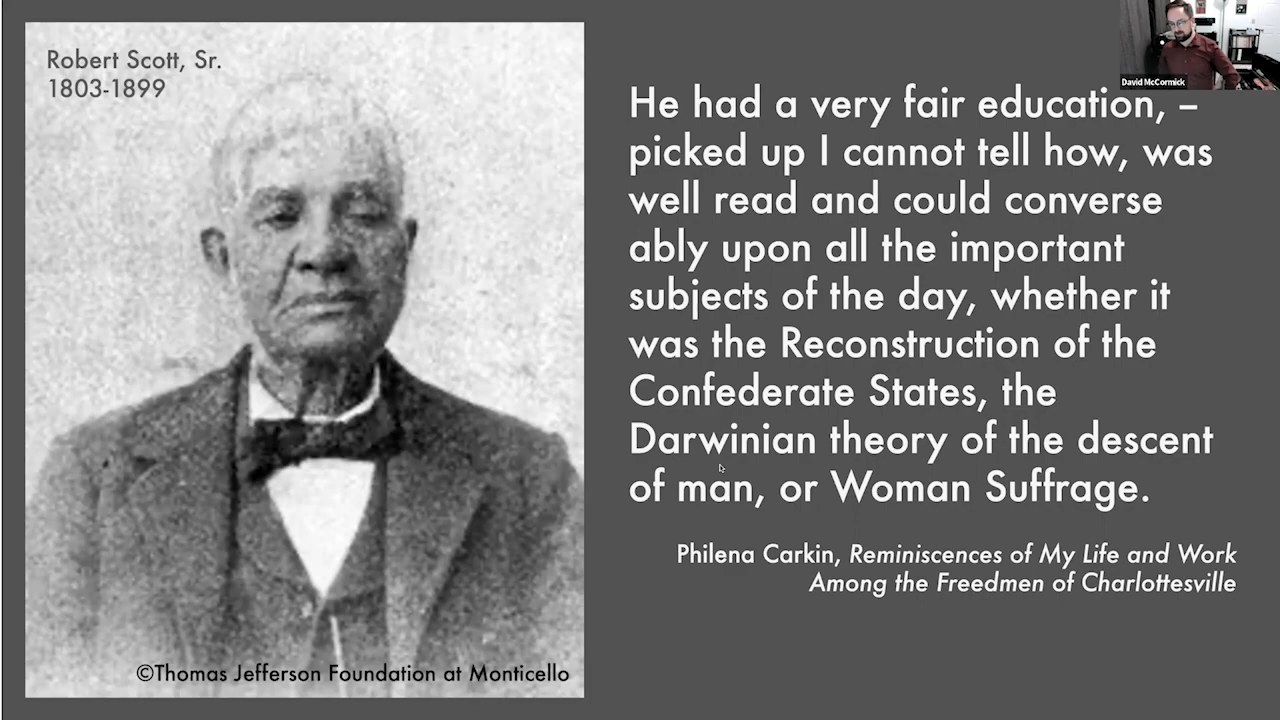 Robert Scott, Sr.
1803-1899
©Thomas Jefferson Foundation at Monticello
David McCormick
He had a very fair education, –
picked up I cannot tell how, was
well read and could converse
ably upon all the important
subjects of the day, whether it
was the Reconstruction of the
Confederate States, the
Darwinian theory of the descent
of man, or Woman Suffrage.
Philena Carkin, Reminiscences of My Life and Work
Among the Freedmen of Charlottesville